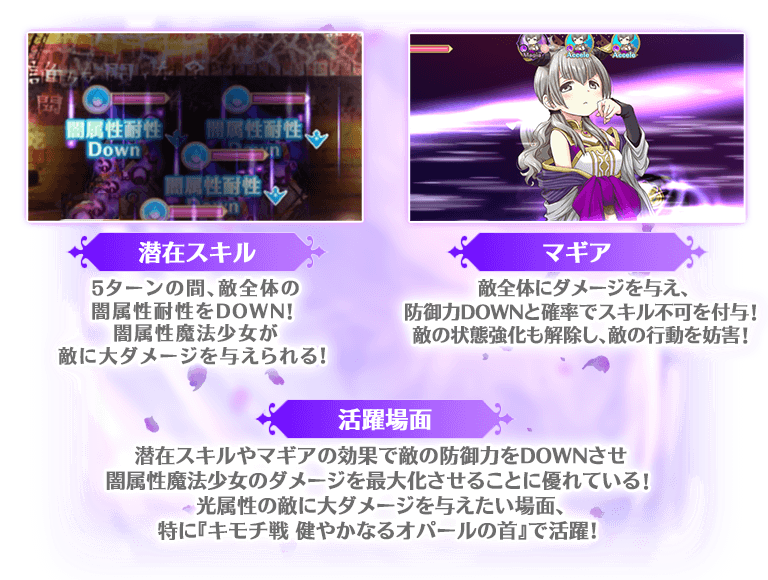 闇属性耐性
Down
闇属性耐性
Down
闇属性耐性
Down
Magia
Accele
Accele
潜在スキル
5ターンの間、敵全体の
闇属性耐性をDOWN!
闇属性魔法少女が
敵に大ダメージを与えられる!
マギア
敵全体にダメージを与え、
防御力DOWNと確率でスキル不可を付与!
敵の状態強化も解除し、敵の行動を妨害!
活躍場面
潜在スキルやマギアの効果で敵の防御力をDOWNさせ
闇属性魔法少女のダメージを最大化させることに優れている!
光属性の敵に大ダメージを与えたい場面、
特に『キモチ戦 健やかなるオパールの首』で活躍!